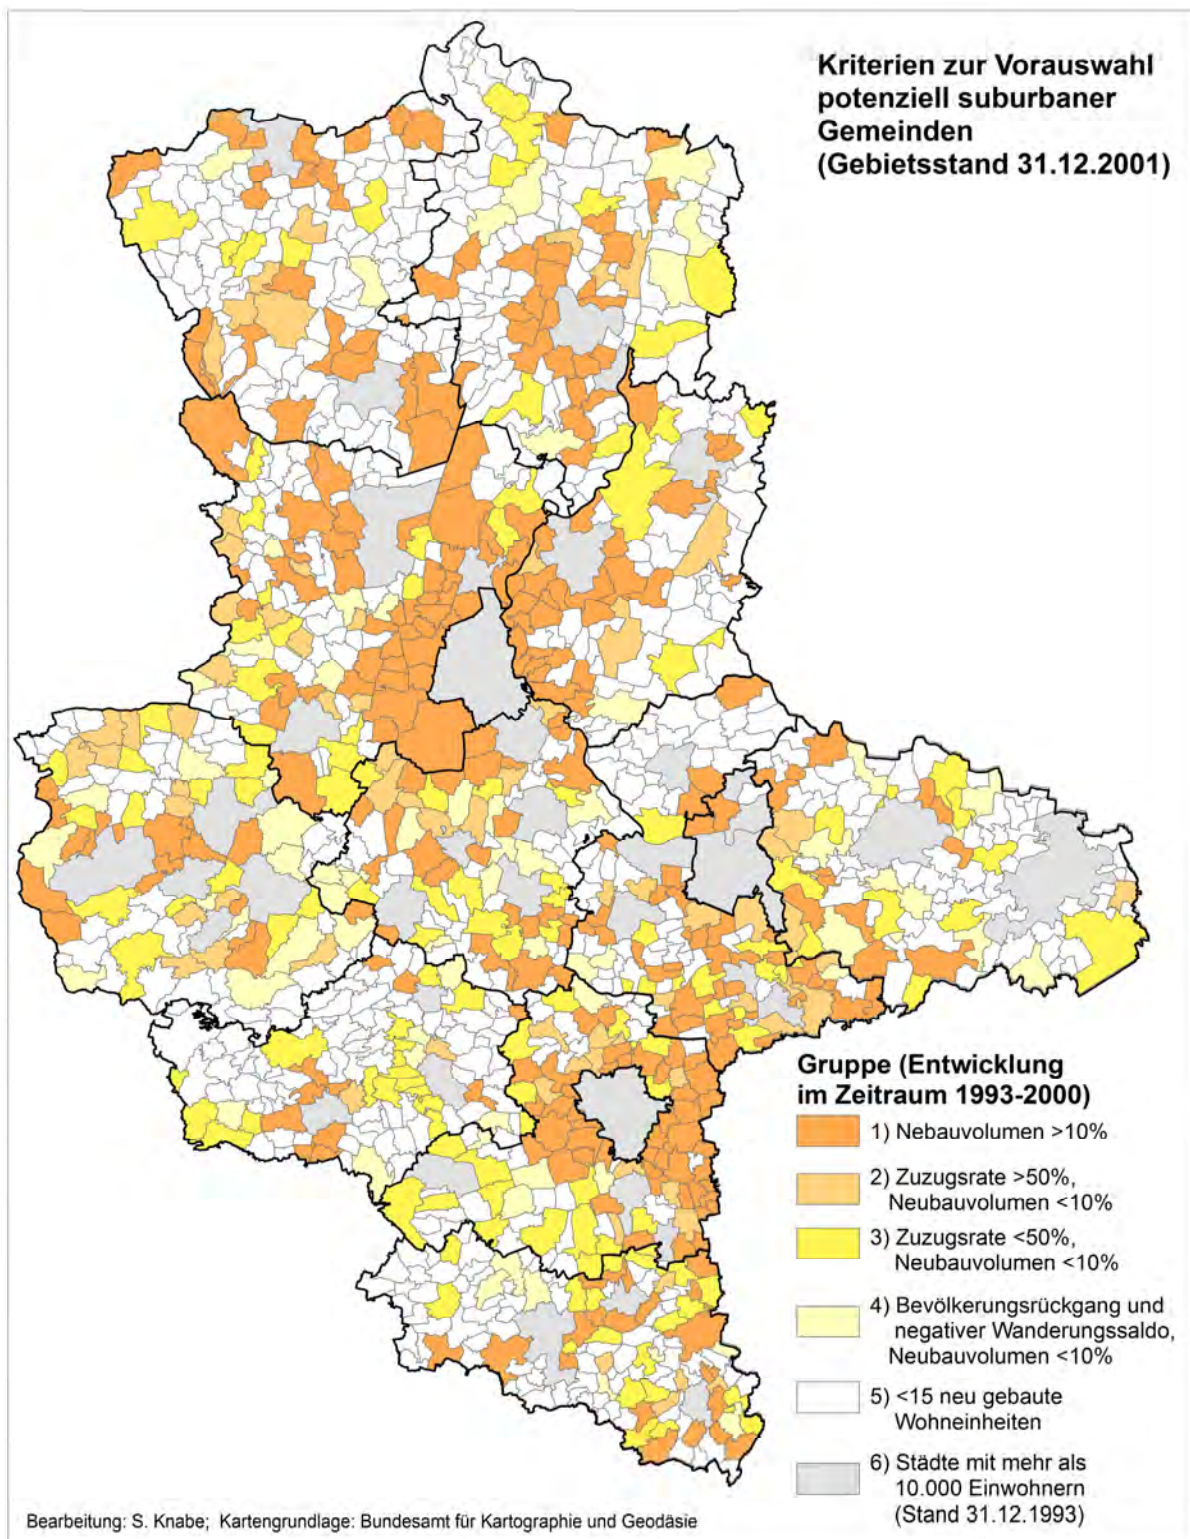 Kriterien zur Vorauswahl
potenziell suburbaner
Gemeinden
(Gebietsstand 31.12.2001)
Gruppe (Entwicklung
im Zeitraum 1993-2000)
1) Nebauvolumen >10%
2) Zuzugsrate >50%,
Neubauvolumen <10%
3) Zuzugsrate <50%,
Neubauvolumen <10%
4) Bevölkerungsrückgang und
negativer Wanderungssaldo,
Neubauvolumen <10%
5) <15 neu gebaute
Wohneinheiten
6) Städte mit mehr als
10.000 Einwohnern
(Stand 31.12.1993)
Bearbeitung: S. Knabe; Kartengrundlage: Bundesamt für Kartographie und Geodäsie